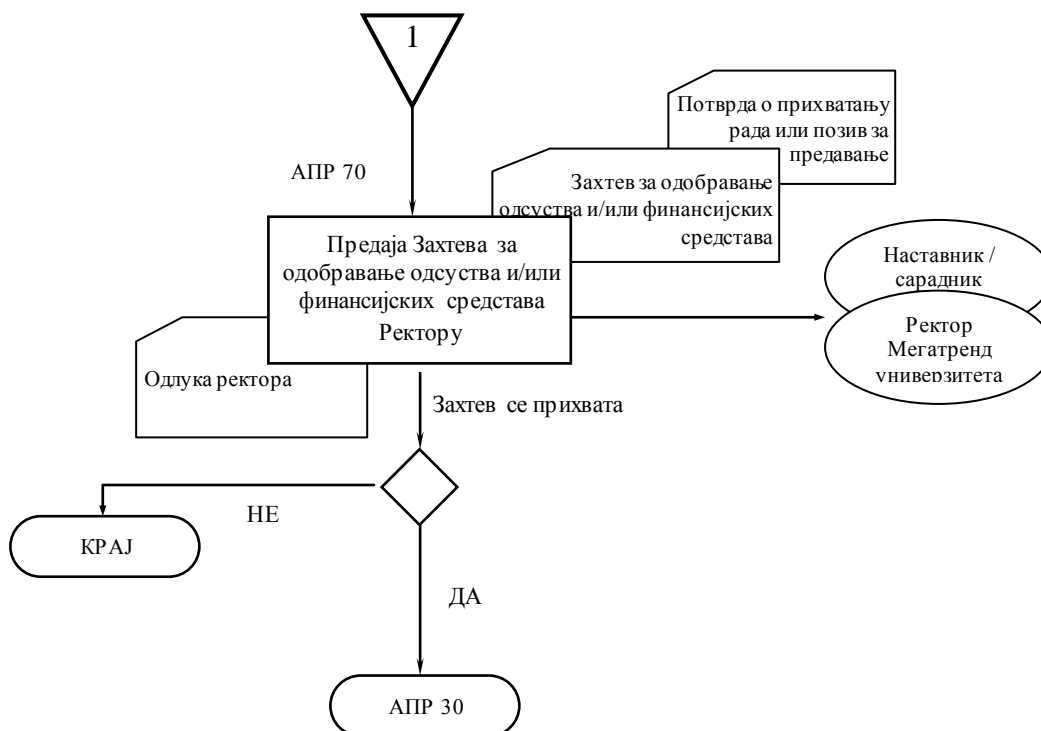 1
АПР 70
Потврда о прихватању
рада или позив за
предавање
Захтев за одобравање
одсуства и/или финансијских
средстава
Предаја Захтева за
одобравање одсуства и/или
финансијских средстава
Ректору
Наставник /
сарадник
Ректор
Мегатренд
универзитета
Одлука ректора
Захтев се прихвата
НЕ
КРАЈ
ДА
АПР 30